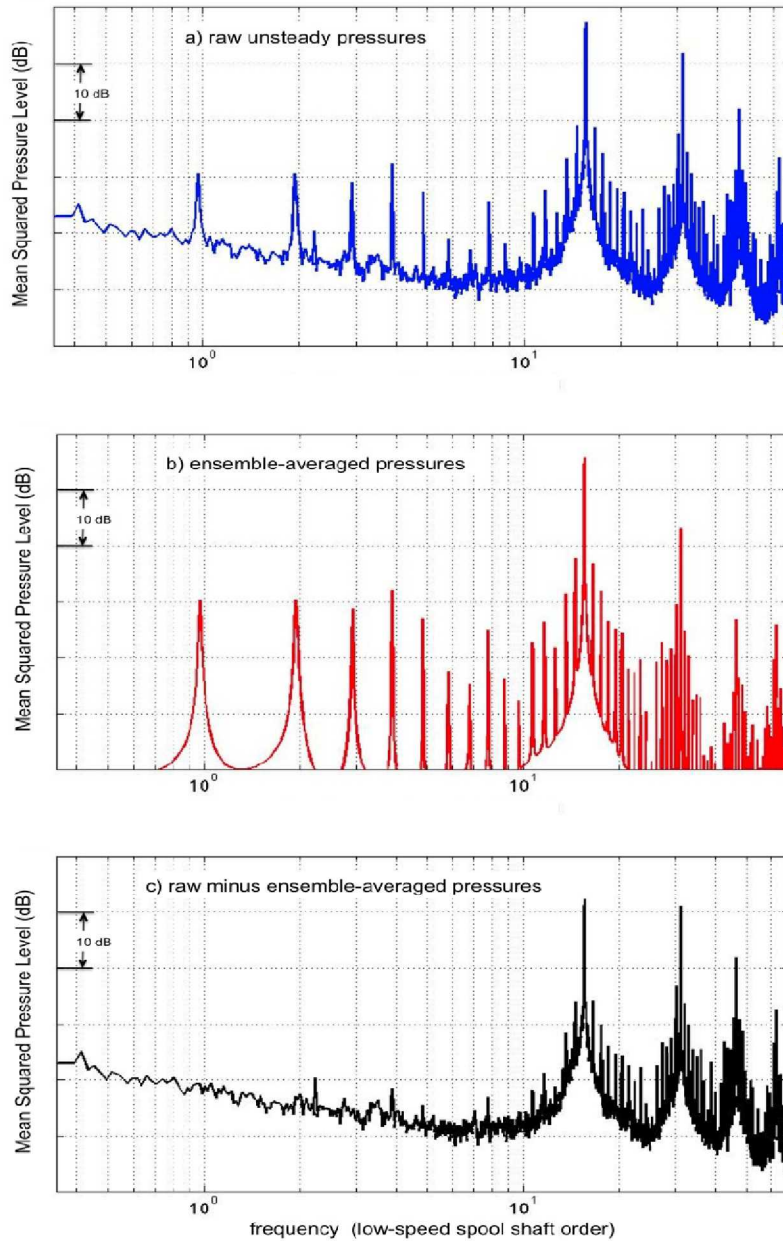 a) raw unsteady pressures
Mean Squared Pressure Level (dB)
10 dB
10⁰
10¹
b) ensemble-averaged pressures
Mean Squared Pressure Level (dB)
10 dB
10⁰
10¹
c) raw minus ensemble-averaged pressures
Mean Squared Pressure Level (dB)
10 dB
10⁰
10¹
frequency (low-speed spool shaft order)